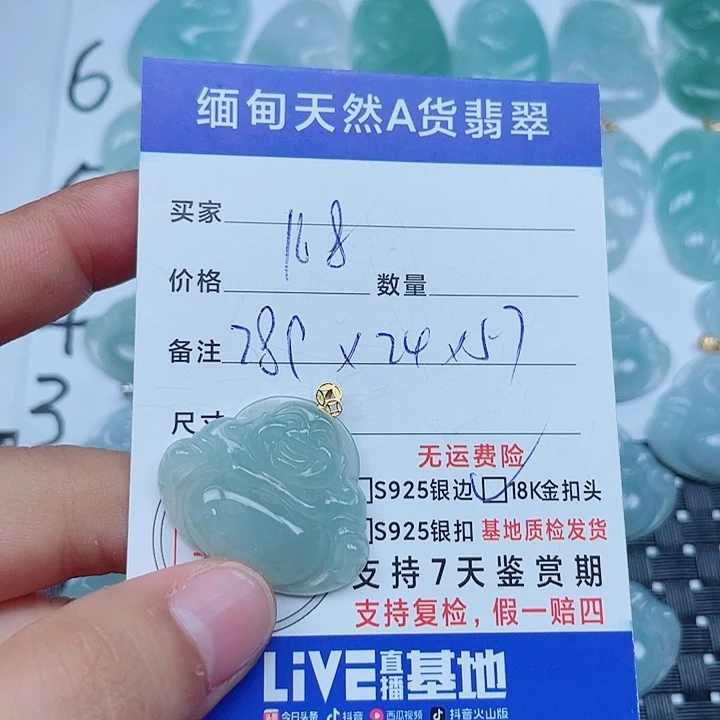 6
缅甸天然A货翡翠
买家
168
价格 数量
备注
尺寸
3
无运费险
S925银边 18K金扣头
S925银扣 基地质检发货
支持7天鉴赏期
支持复检，假一赔四
LiVE直播基地
头条 今日头条 抖音 西瓜视频 抖音火山版